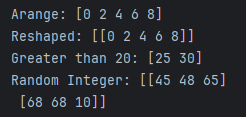 Arange: [0 2 4 6 8]
Reshaped: [[0 2 4 6 8]]
Greater than 20: [25 30]
Random Integer: [[45 48 65]
 [68 68 10]]